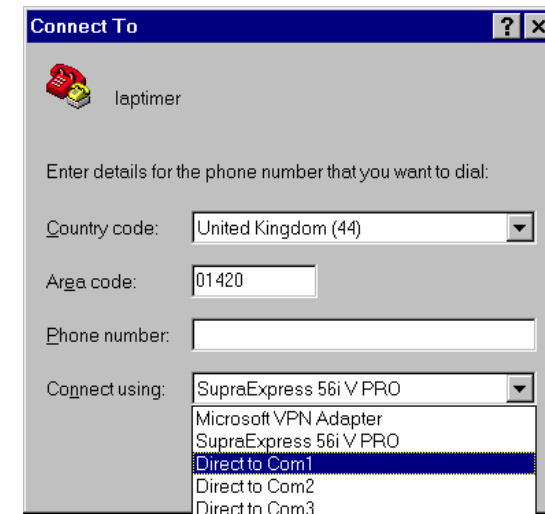 Connect To
laptimer
Enter details for the phone number that you want to dial:
Country code: United Kingdom (44)
Area code: 01420
Phone number:
Connect using: SupraExpress 56i V PRO
Microsoft VPN Adapter
SupraExpress 56i V PRO
Direct to Com1
Direct to Com2
Direct to Com3